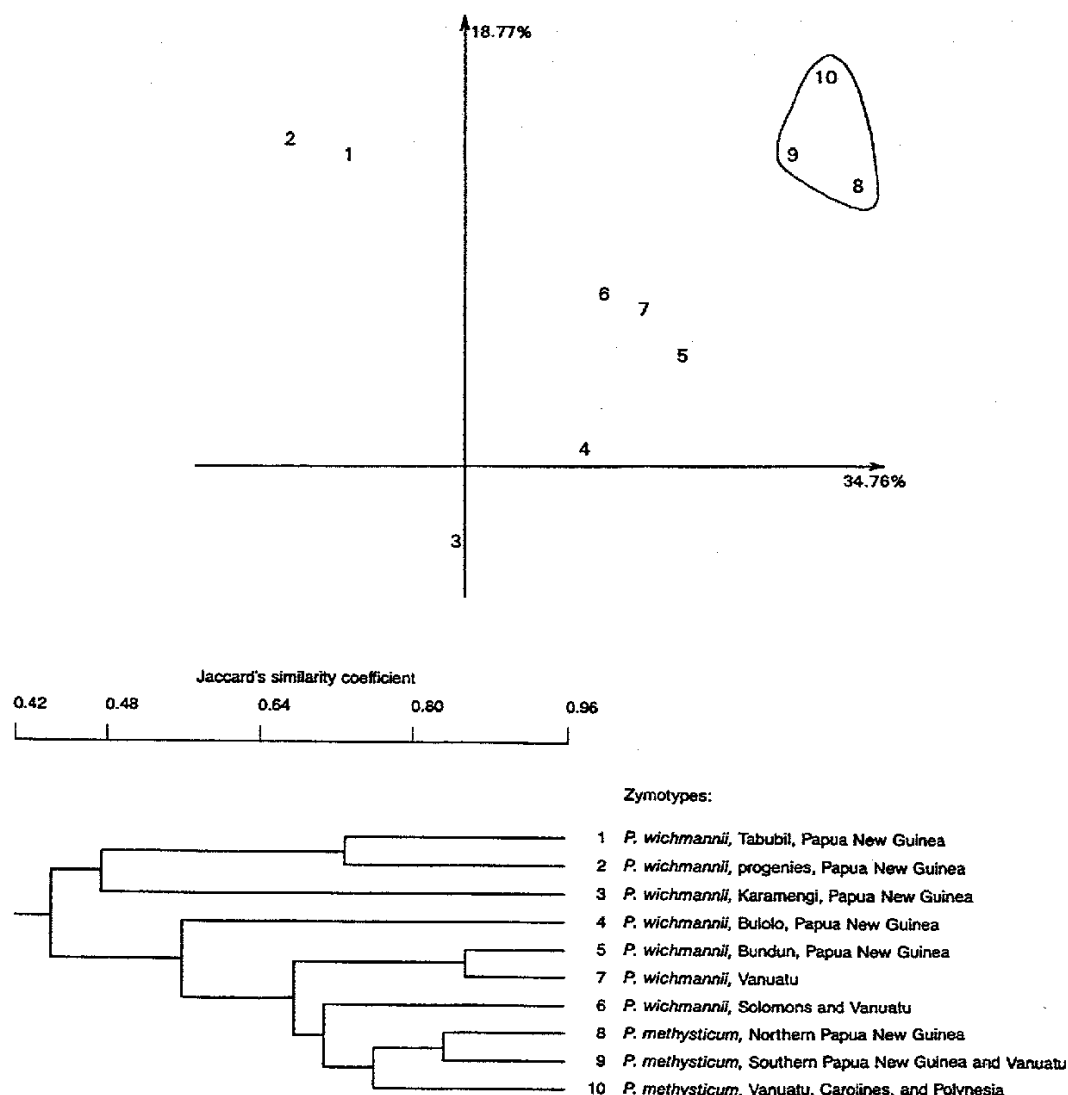 18.77%
10
2
1
9
8
6
7
5
4
34.76%
3
Jaccard's similarity coefficient
0.42 0.48 0.64 0.80 0.96
Zymotypes:
1 P. wichmannii, Tabubil, Papua New Guinea
2 P. wichmannii, progenies, Papua New Guinea
3 P. wichmannii, Karamengi, Papua New Guinea
4 P. wichmannii, Bulolo, Papua New Guinea
5 P. wichmannii, Bundun, Papua New Guinea
7 P. wichmannii, Vanuatu
6 P. wichmannii, Solomons and Vanuatu
8 P. methysticum, Northern Papua New Guinea
9 P. methysticum, Southern Papua New Guinea and Vanuatu
10 P. methysticum, Vanuatu, Carolines, and Polynesia